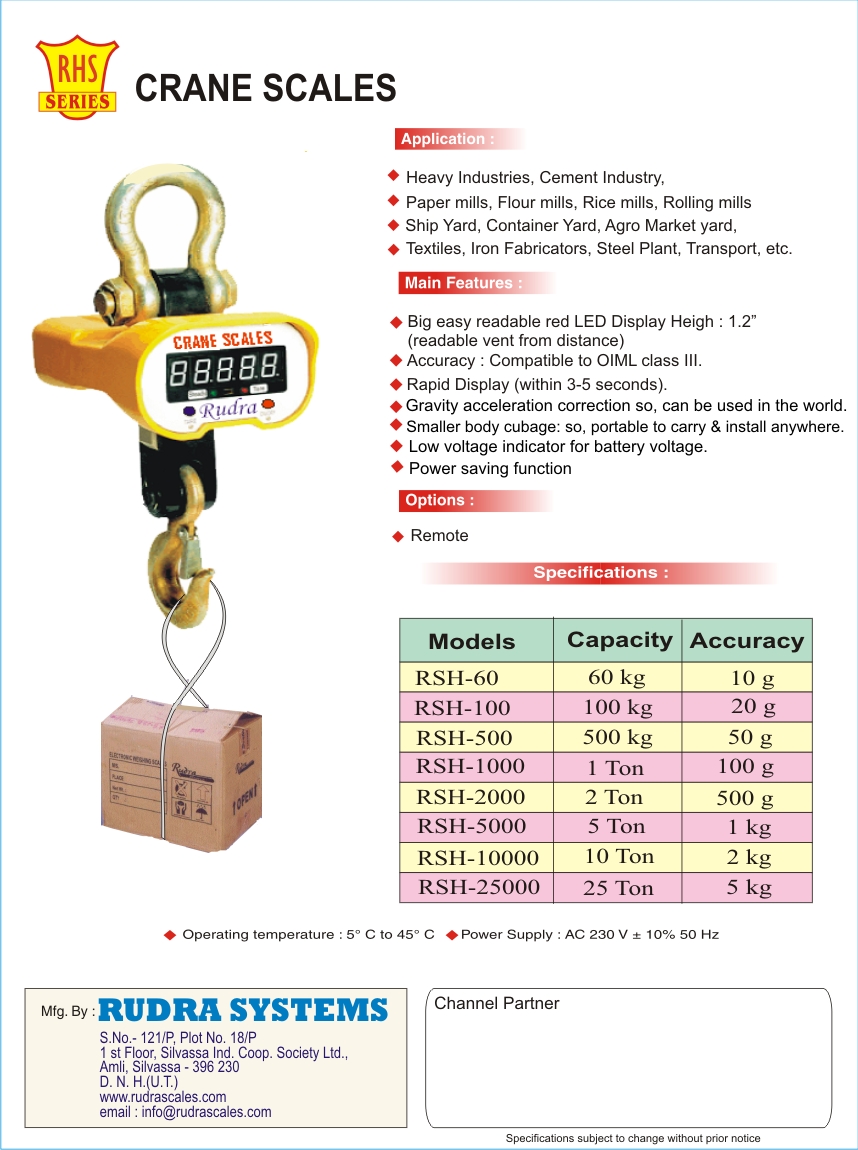 RHS
SERIES
CRANE SCALES
Application :
Heavy Industries, Cement Industry,
Paper mills, Flour mills, Rice mills, Rolling mills
Ship Yard, Container Yard, Agro Market yard,
Textiles, Iron Fabricators, Steel Plant, Transport, etc.
Main Features :
Big easy readable red LED Display Heigh : 1.2”
(readable vent from distance)
Accuracy : Compatible to OIML class III.
Rapid Display (within 3-5 seconds).
Gravity acceleration correction so, can be used in the world.
Smaller body cubage: so, portable to carry & install anywhere.
Low voltage indicator for battery voltage.
Power saving function
Options :
Remote
CRANE SCALES
88888
Rudra
ELECTRONIC WEIGHING SCALE
PLACE
QTY
Rudra
OPEN
Specifications :
Models Capacity Accuracy
RSH-60 60 kg 10 g
RSH-100 100 kg 20 g
RSH-500 500 kg 50 g
RSH-1000 1 Ton 100 g
RSH-2000 2 Ton 500 g
RSH-5000 5 Ton 1 kg
RSH-10000 10 Ton 2 kg
RSH-25000 25 Ton 5 kg
Operating temperature : 5° C to 45° C Power Supply : AC 230 V ± 10% 50 Hz
Mfg. By : RUDRA SYSTEMS
S.No.- 121/P, Plot No. 18/P
1 st Floor, Silvassa Ind. Coop. Society Ltd.,
Amli, Silvassa - 396 230
D. N. H.(U.T.)
www.rudrascales.com
email : info@rudrascales.com
Channel Partner
Specifications subject to change without prior notice